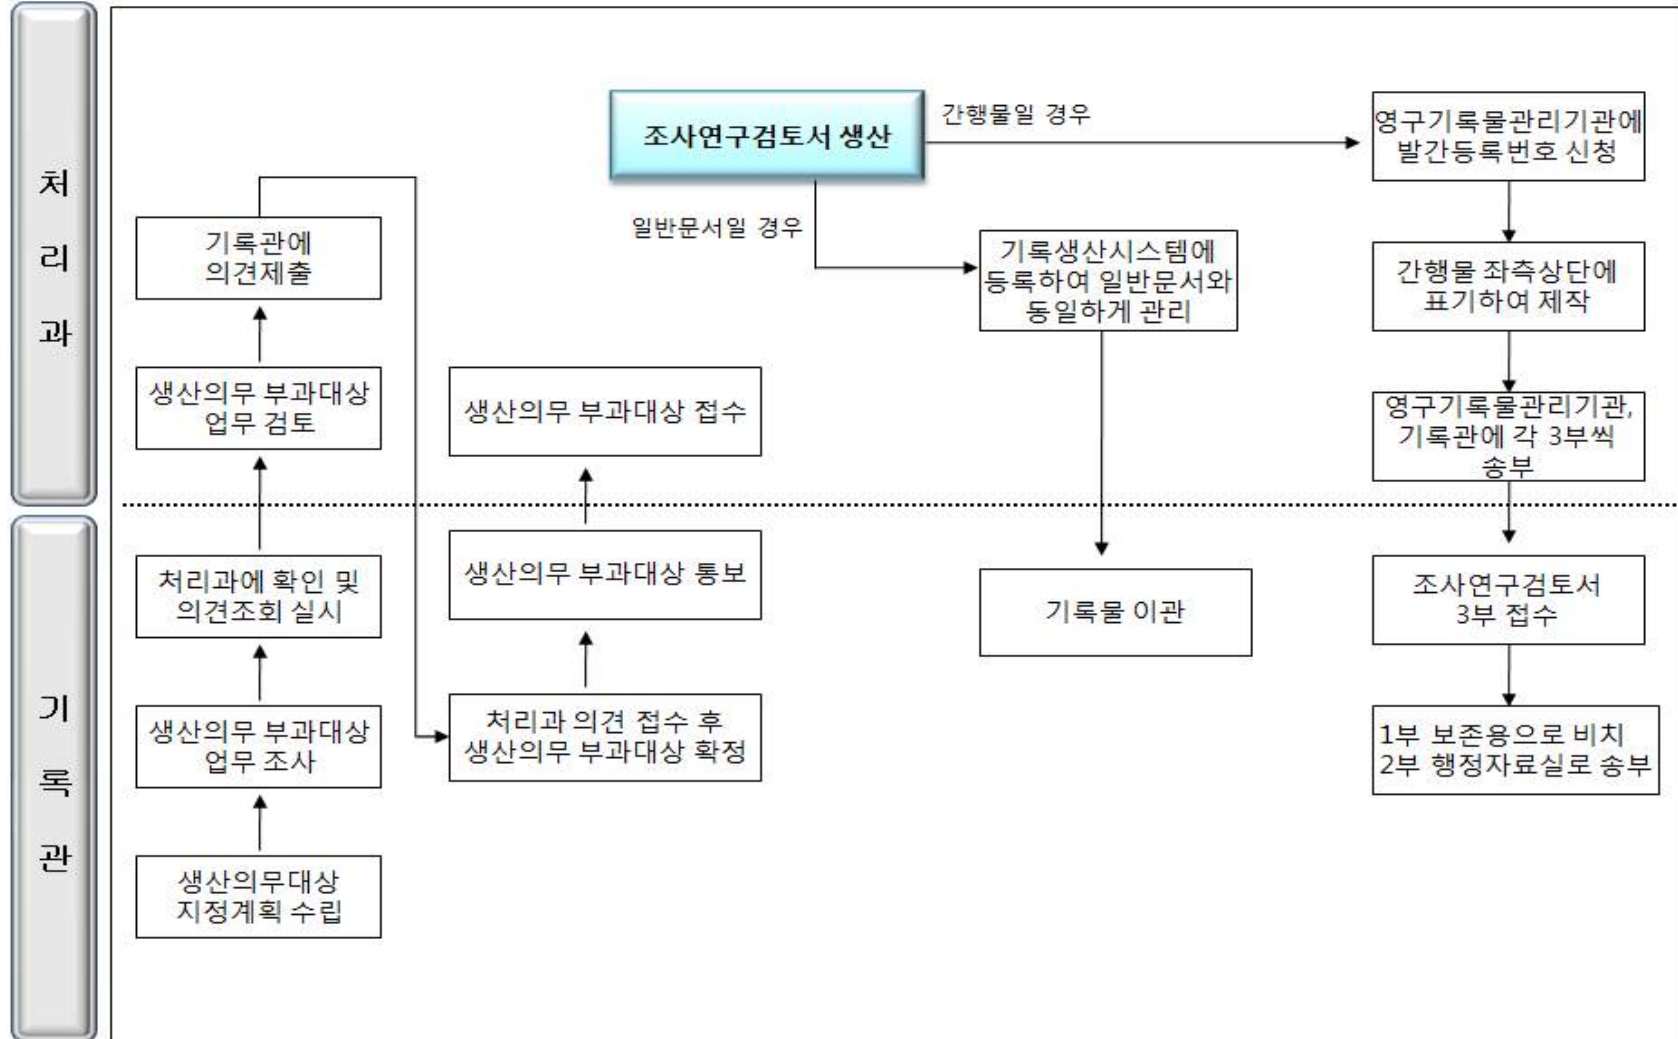 처
리
과
기
록
관
기록관에
의견제출
생산의무 부과대상
업무 검토
처리과에 확인 및
의견조회 실시
생산의무 부과대상
업무 조사
생산의무대상
지정계획 수립
생산의무 부과대상 접수
생산의무 부과대상 통보
처리과 의견 접수 후
생산의무 부과대상 확정
조사연구검토서 생산
간행물일 경우
일반문서일 경우
기록생산시스템에
등록하여 일반문서와
동일하게 관리
기록물 이관
영구기록물관리기관에
발간등록번호 신청
간행물 좌측상단에
표기하여 제작
영구기록물관리기관,
기록관에 각 3부씩
송부
조사연구검토서
3부 접수
1부 보존용으로 비치
2부 행정자료실로 송부